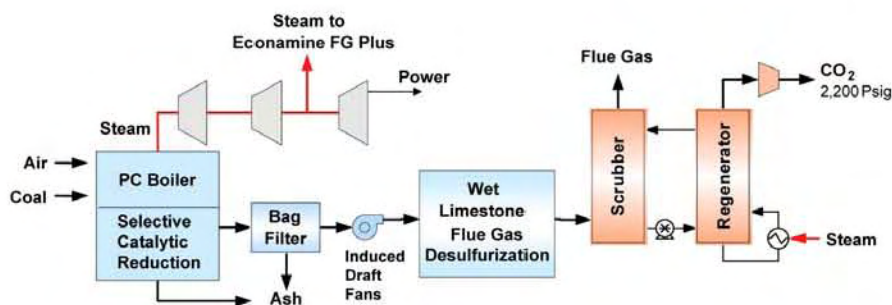 Steam to
Econamine FG Plus
Power
Flue Gas
CO2
2,200 Psig
Steam
Air
Coal
PC Boiler
Selective
Catalytic
Reduction
Bag
Filter
Induced
Draft
Fans
Ash
Wet
Limestone
Flue Gas
Desulfurization
Scrubber
Regenerator
Steam